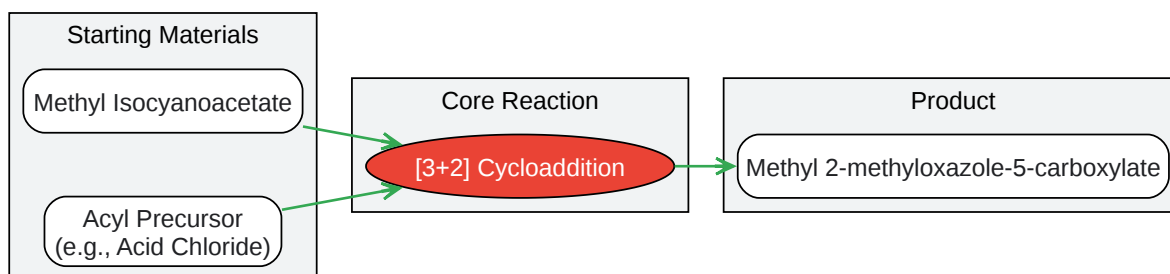 Starting Materials
Methyl Isocyanoacetate
Acyl Precursor
(e.g., Acid Chloride)
Core Reaction
[3+2] Cycloaddition
Product
Methyl 2-methyloxazole-5-carboxylate